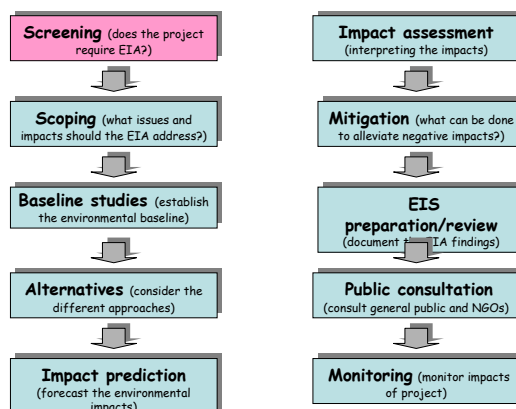 Screening (does the project
require EIA?)
Scoping (what issues and
impacts should the EIA address?)
Baseline studies (establish
the environmental baseline)
Alternatives (consider the
different approaches)
Impact prediction
(forecast the environmental
impacts)
Impact assessment
(interpreting the impacts)
Mitigation (what can be done
to alleviate negative impacts?)
EIS
preparation/review
(document the EIA findings)
Public consultation
(consult general public and NGOs)
Monitoring (monitor impacts
of project)